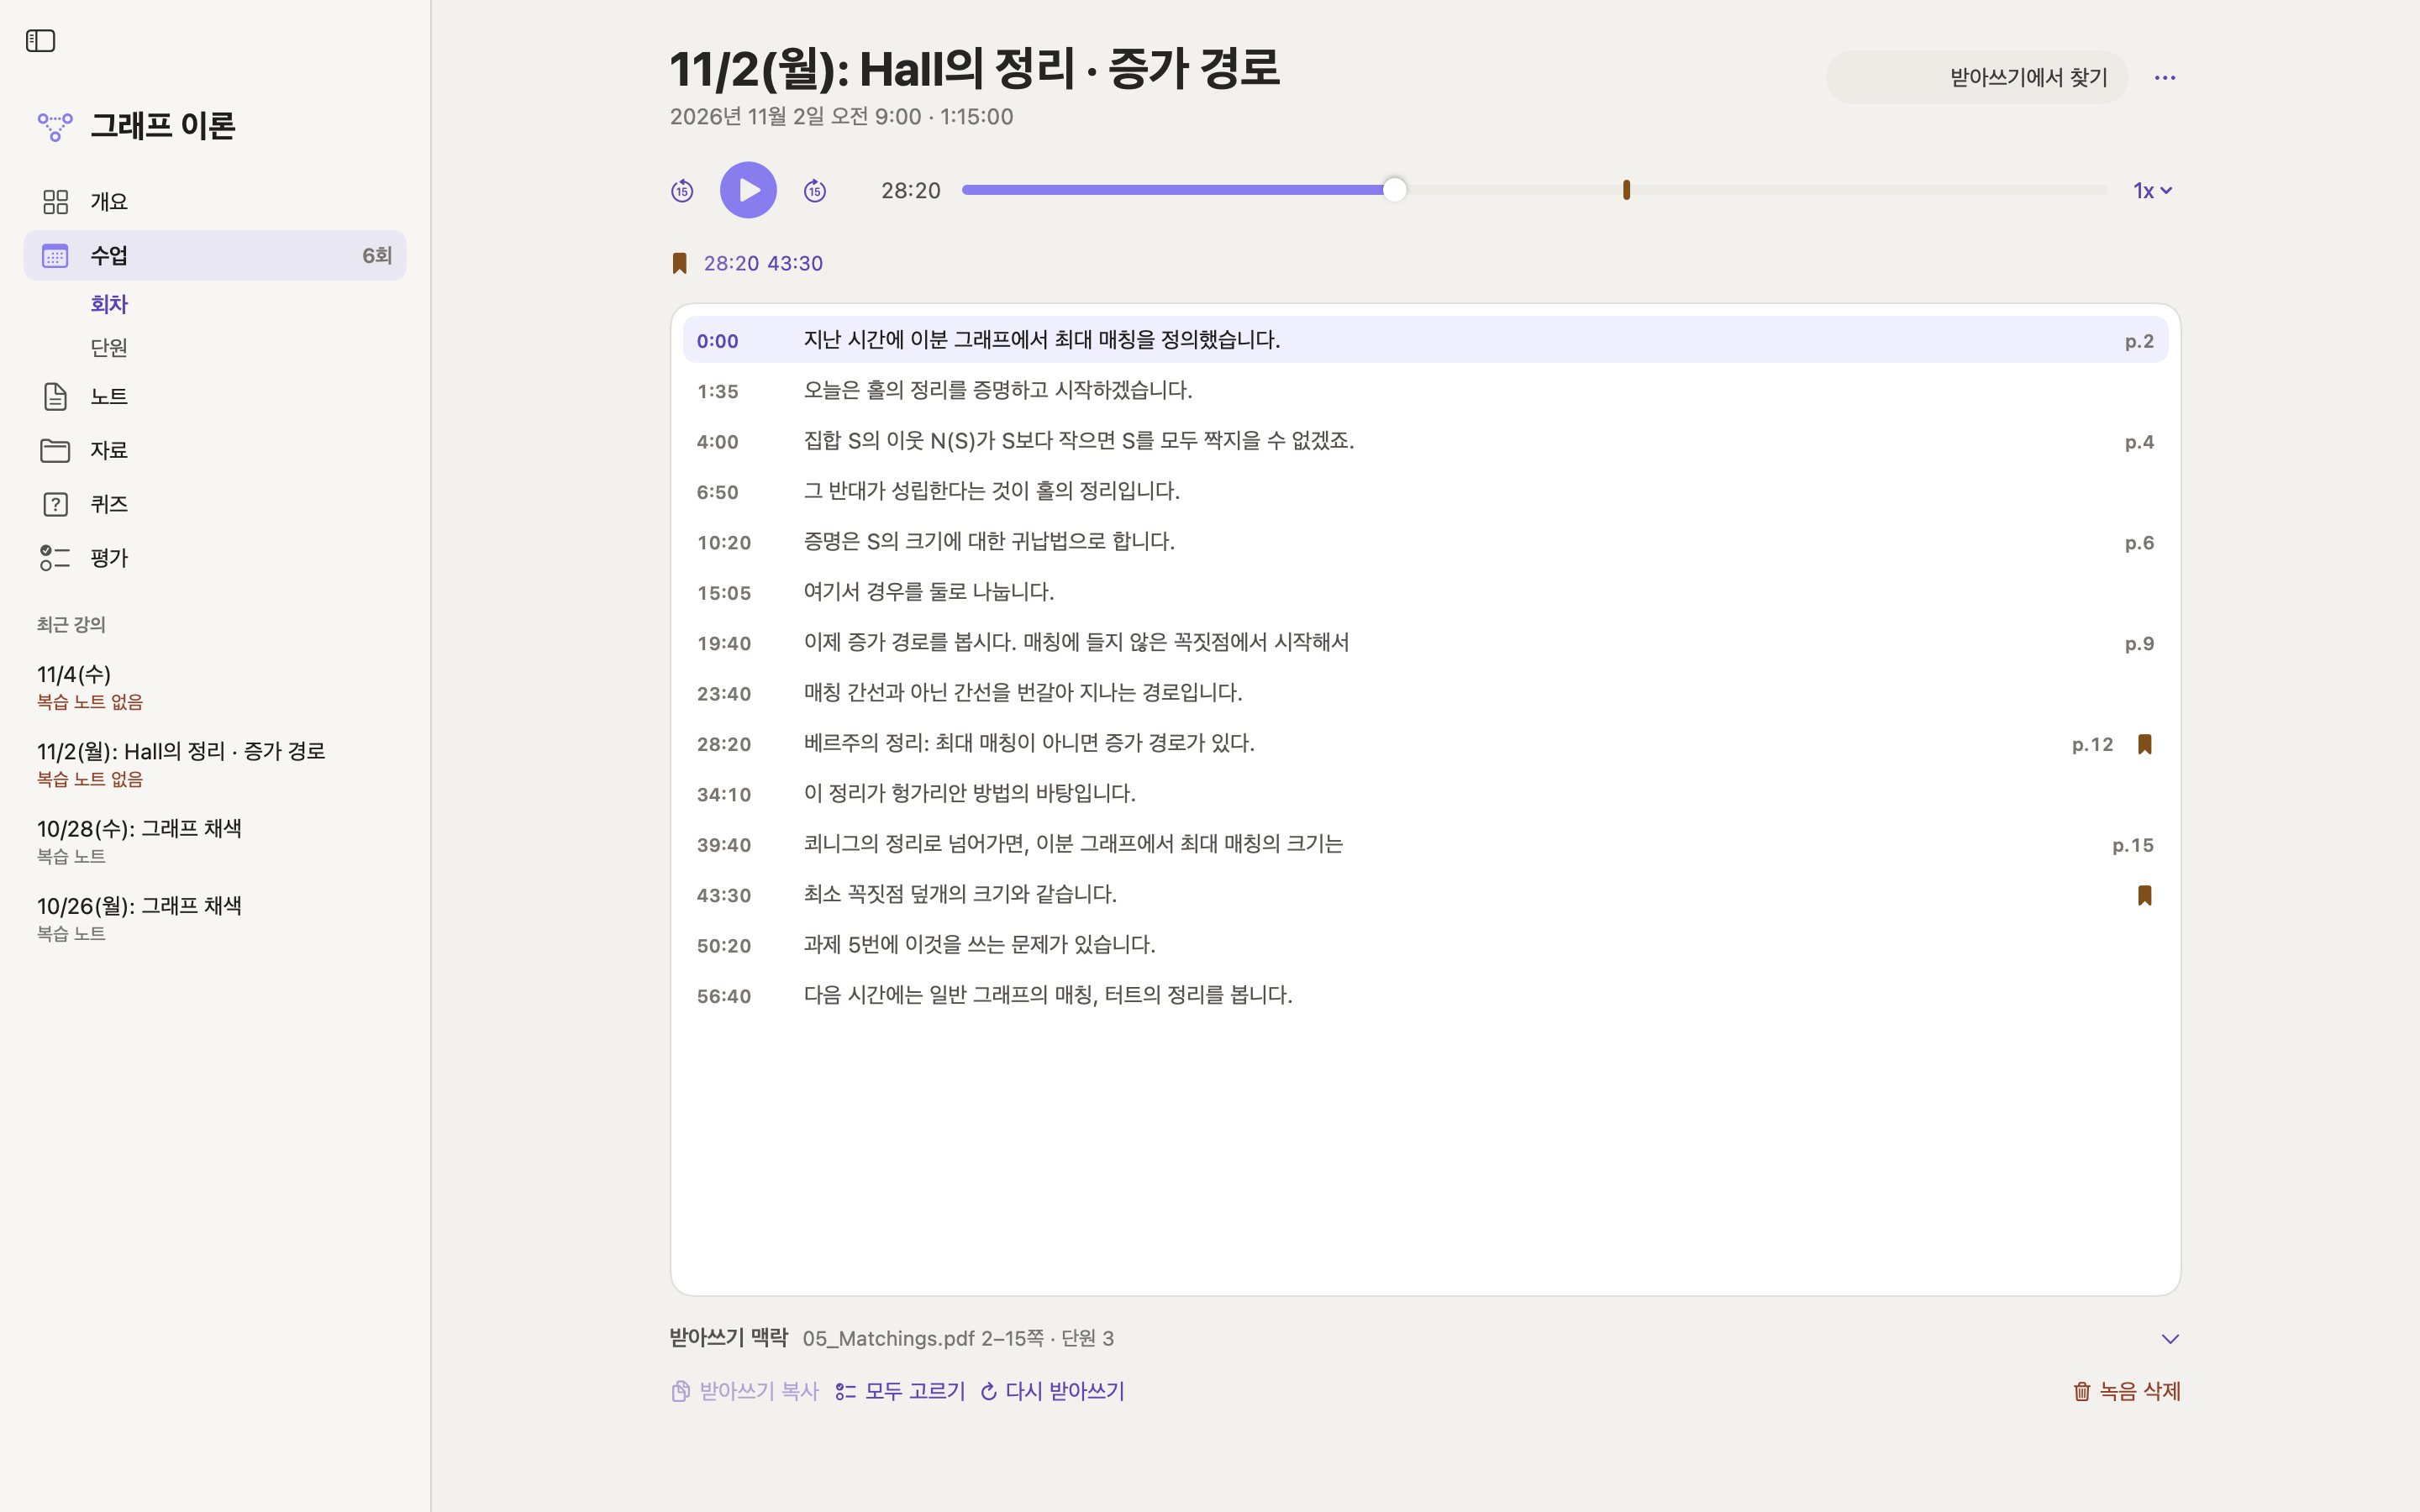 그래프 이론
개요
수업 6회
회차
단원
노트
자료
퀴즈
평가
최근 강의
11/4(수)
복습 노트 없음
11/2(월): Hall의 정리 · 증가 경로
복습 노트 없음
10/28(수): 그래프 채색
복습 노트
10/26(월): 그래프 채색
복습 노트
11/2(월): Hall의 정리 · 증가 경로
받아쓰기에서 찾기
2026년 11월 2일 오전 9:00 · 1:15:00
15 15 28:20 1x
28:20 43:30
0:00 지난 시간에 이분 그래프에서 최대 매칭을 정의했습니다. p.2
1:35 오늘은 홀의 정리를 증명하고 시작하겠습니다.
4:00 집합 S의 이웃 N(S)가 S보다 작으면 S를 모두 짝지을 수 없겠죠. p.4
6:50 그 반대가 성립한다는 것이 홀의 정리입니다.
10:20 증명은 S의 크기에 대한 귀납법으로 합니다. p.6
15:05 여기서 경우를 둘로 나눕니다.
19:40 이제 증가 경로를 봅시다. 매칭에 들지 않은 꼭짓점에서 시작해서 p.9
23:40 매칭 간선과 아닌 간선을 번갈아 지나는 경로입니다.
28:20 베르주의 정리: 최대 매칭이 아니면 증가 경로가 있다. p.12
34:10 이 정리가 헝가리안 방법의 바탕입니다.
39:40 쾨니그의 정리로 넘어가면, 이분 그래프에서 최대 매칭의 크기는 p.15
43:30 최소 꼭짓점 덮개의 크기와 같습니다.
50:20 과제 5번에 이것을 쓰는 문제가 있습니다.
56:40 다음 시간에는 일반 그래프의 매칭, 터트의 정리를 봅니다.
받아쓰기 맥락 05_Matchings.pdf 2–15쪽 · 단원 3
받아쓰기 복사 모두 고르기 다시 받아쓰기 녹음 삭제